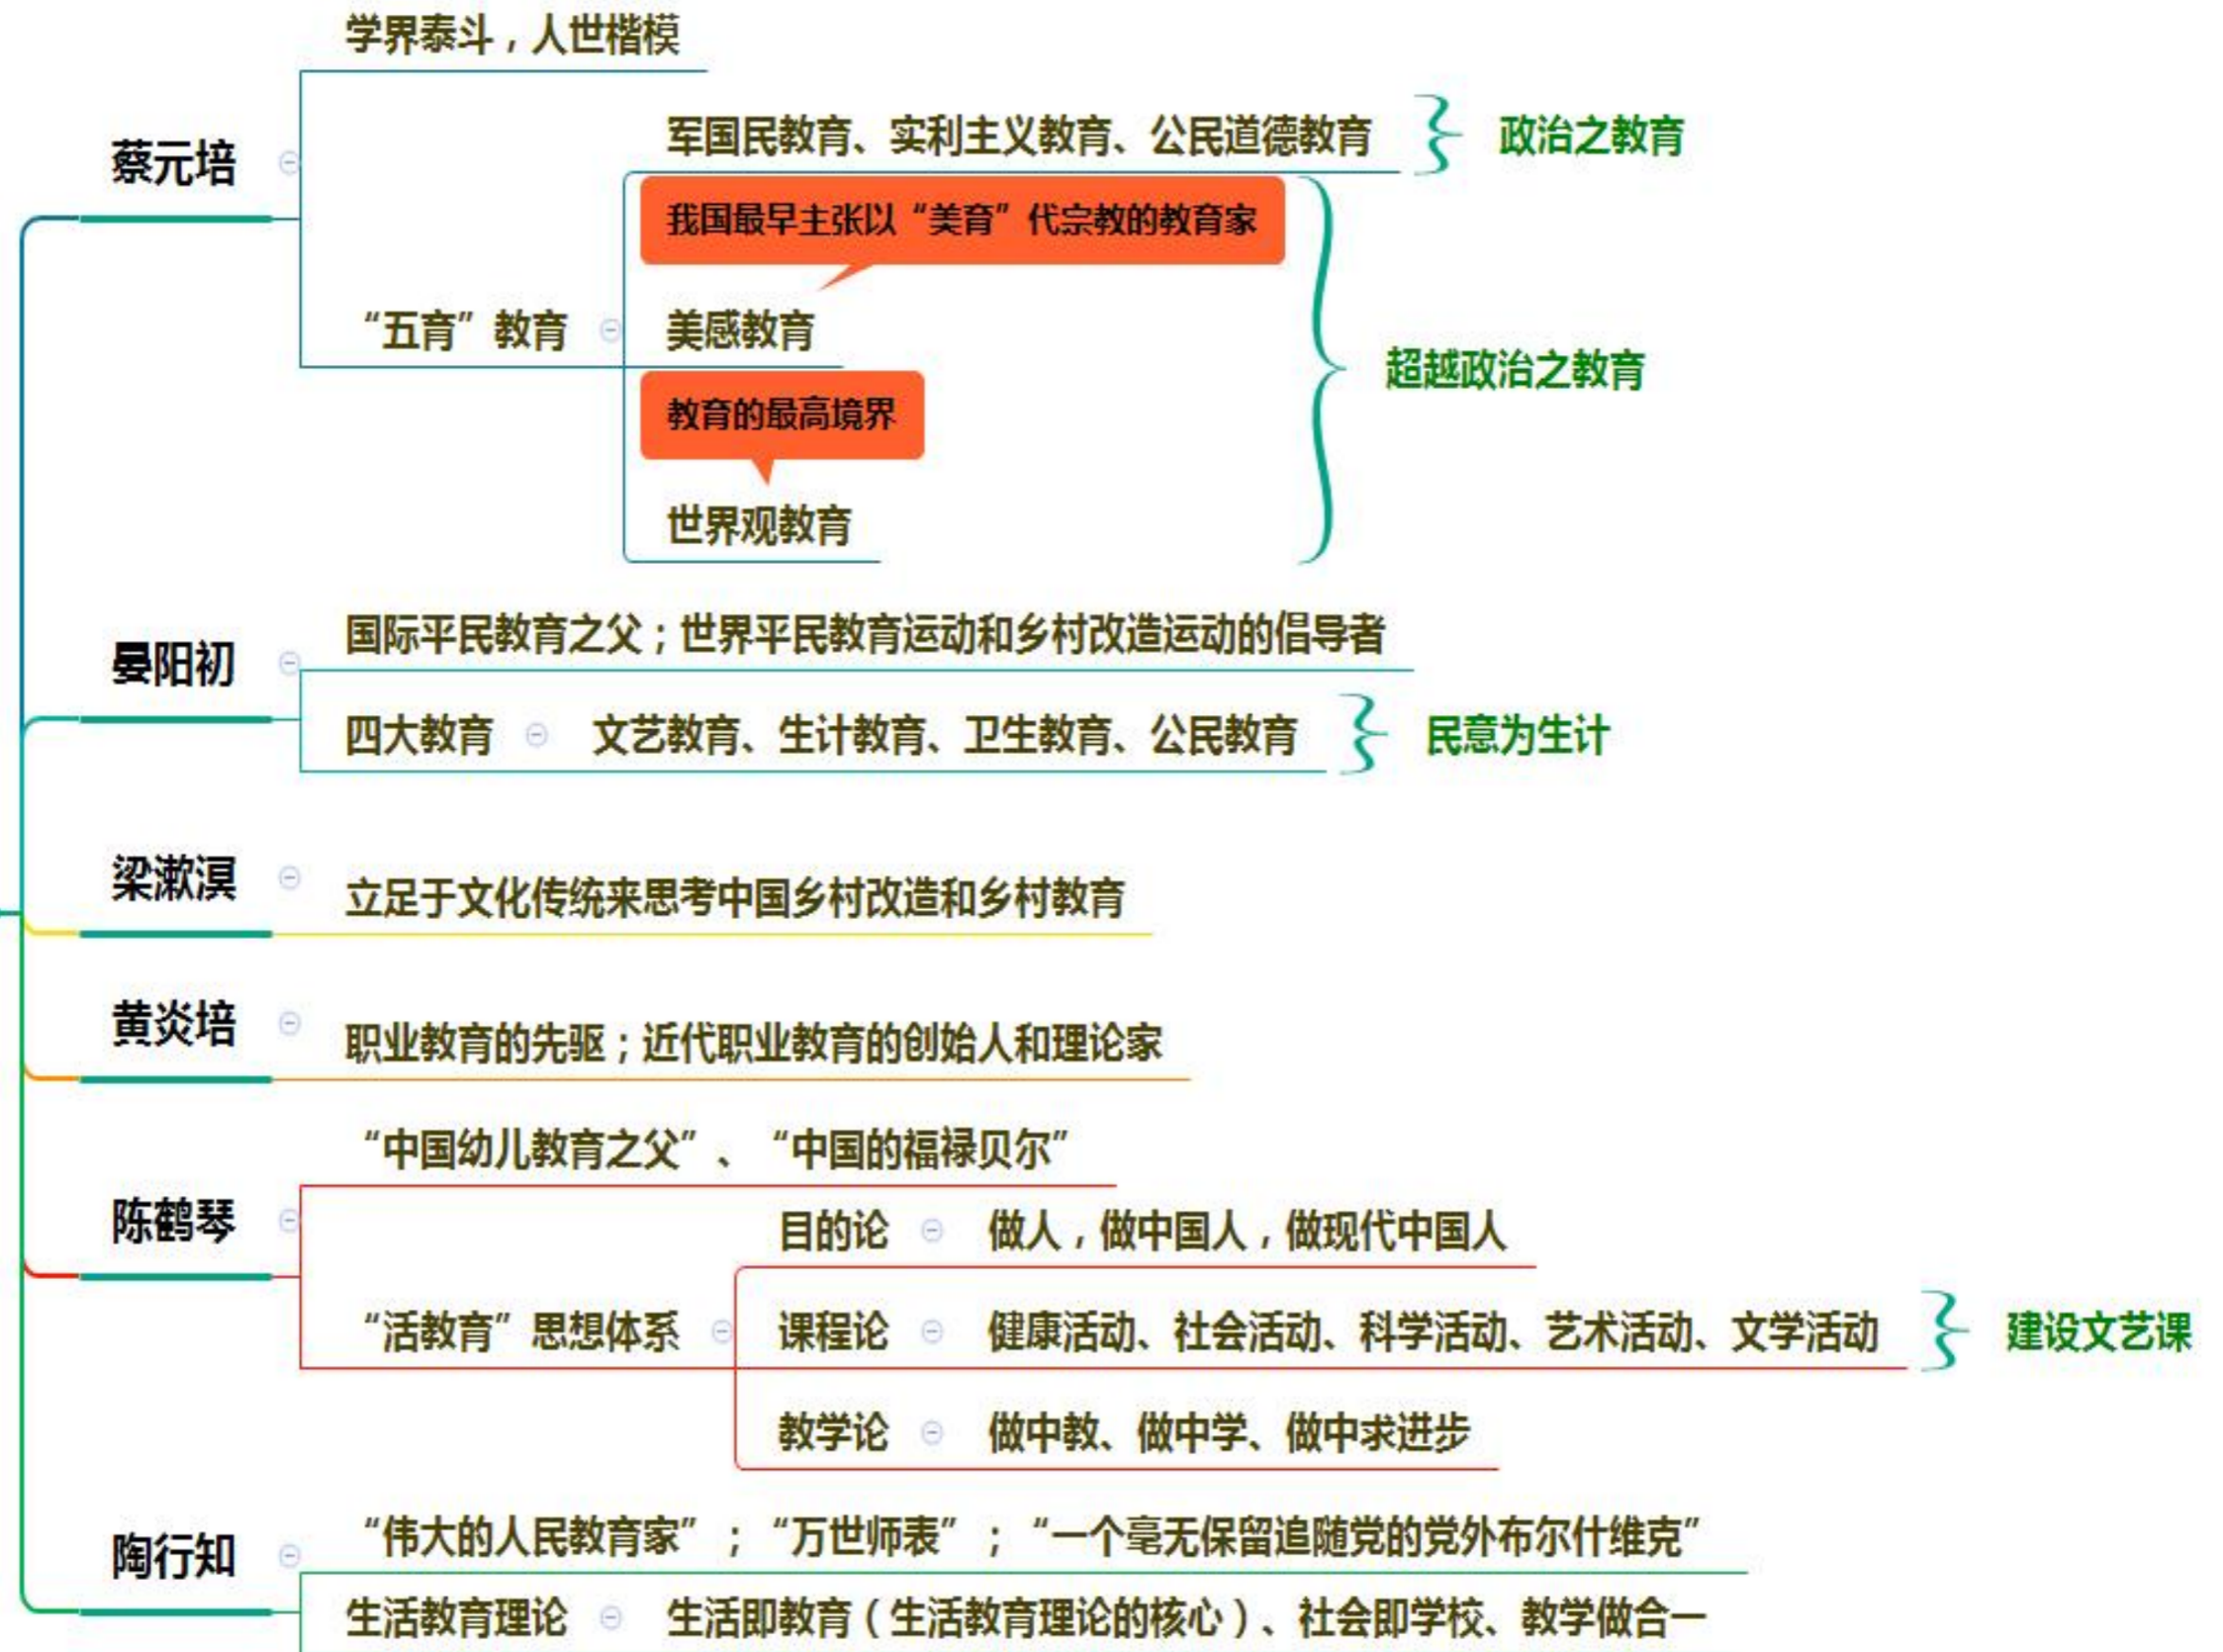 学界泰斗，人世楷模
军国民教育、实利主义教育、公民道德教育
政治之教育
蔡元培
我国最早主张以“美育”代宗教的教育家
“五育”教育
美感教育
超越政治之教育
教育的最高境界
世界观教育
国际平民教育之父；世界平民教育运动和乡村改造运动的倡导者
晏阳初
四大教育
文艺教育、生计教育、卫生教育、公民教育
民意为生计
梁漱溟
立足于文化传统来思考中国乡村改造和乡村教育
黄炎培
职业教育的先驱；近代职业教育的创始人和理论家
“中国幼儿教育之父”、“中国的福禄贝尔”
陈鹤琴
目的论
做人，做中国人，做现代中国人
“活教育”思想体系
课程论
健康活动、社会活动、科学活动、艺术活动、文学活动
建设文艺课
教学论
做中教、做中学、做中求进步
“伟大的人民教育家”；“万世师表”；“一个毫无保留追随党的党外布尔什维克”
陶行知
生活教育理论
生活即教育（生活教育理论的核心）、社会即学校、教学做合一